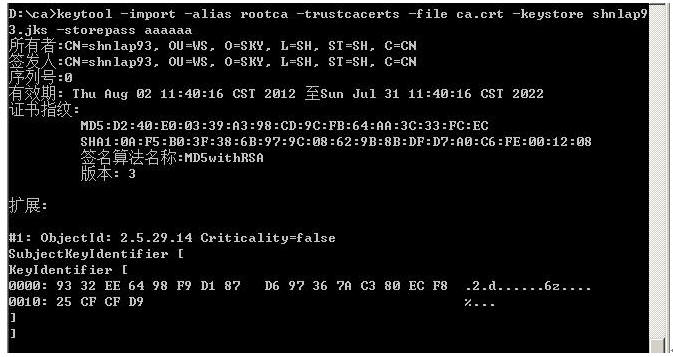 D:\ca>keytool -import -alias rootca -trustcacerts -file ca.crt -keystore shnlap9
3.jks -storepass aaaaaa
所有者:CN=shnlap93, OU=WS, O=SKY, L=SH, ST=SH, C=CN
签发人:CN=shnlap93, OU=WS, O=SKY, L=SH, ST=SH, C=CN
序列号:0
有效期: Thu Aug 02 11:40:16 CST 2012 至Sun Jul 31 11:40:16 CST 2022
证书指纹:
MD5:D2:40:E0:03:39:A3:98:CD:9C:FB:64:AA:3C:33:FC:EC
SHA1:0A:F5:B0:3F:38:6B:97:9C:08:62:9B:8B:DF:D7:A0:C6:FE:00:12:08
签名算法名称:MD5withRSA
版本: 3
扩展:
#1: ObjectId: 2.5.29.14 Criticality=false
SubjectKeyIdentifier [
KeyIdentifier [
0000: 93 32 EE 64 98 F9 D1 87   D6 97 36 7A C3 80 EC F8  .2.d......6z....
0010: 25 CF CF D9                                        %...
]
]